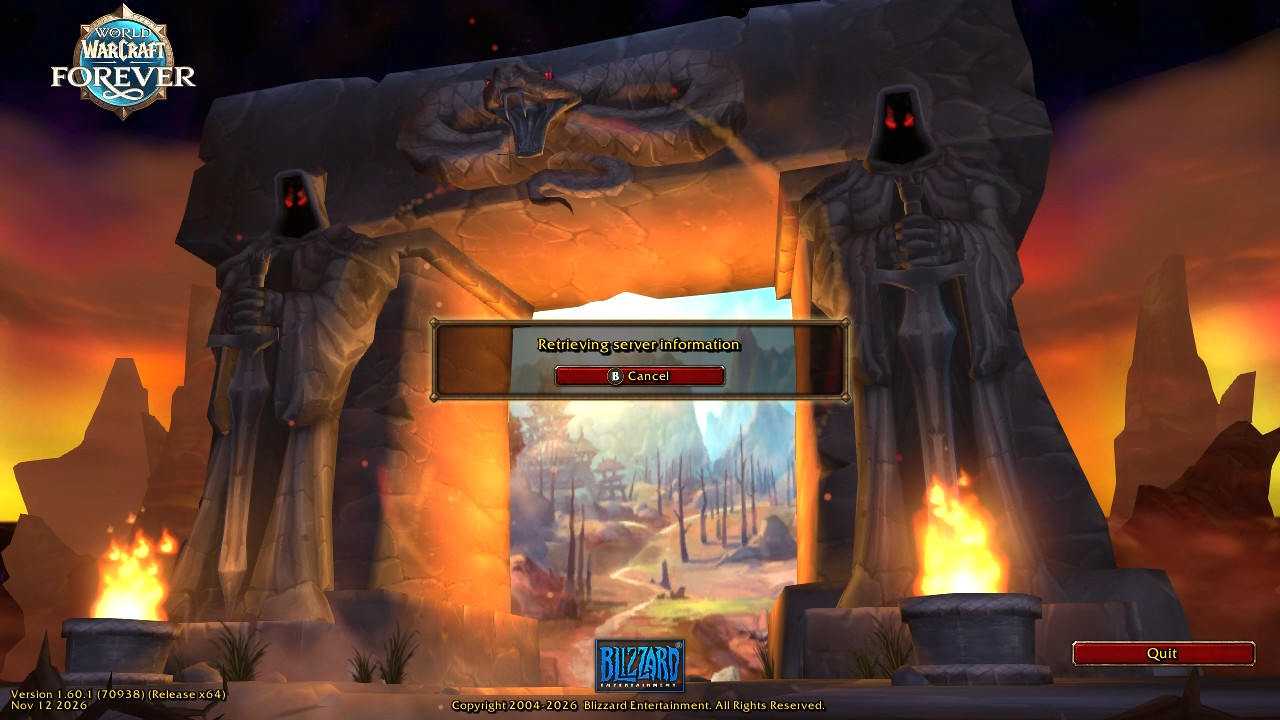 WORLD
WARCRAFT
FOREVER
Retrieving server information
B Cancel
Quit
BLIZZARD
ENTERTAINMENT
Version 1.60.1 (70938) (Release x64)
Nov 12 2026
Copyright 2004-2026 Blizzard Entertainment. All Rights Reserved.